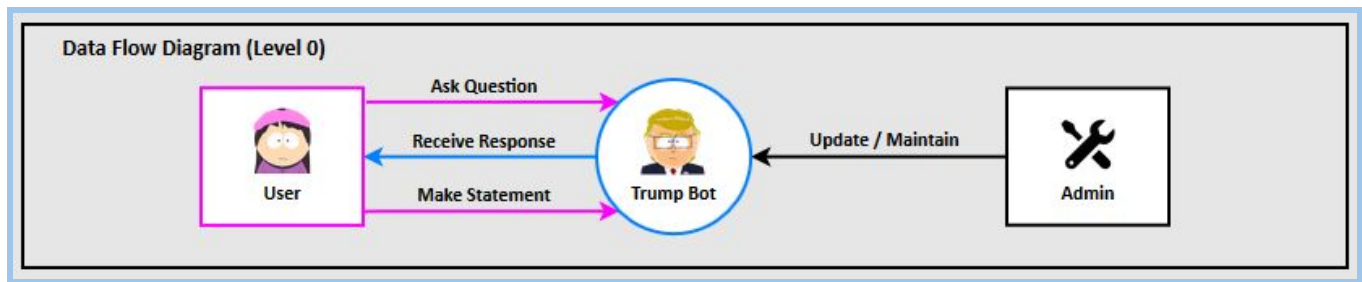 Data Flow Diagram (Level 0)
Ask Question
Receive Response
Update / Maintain
Make Statement
User
Trump Bot
Admin